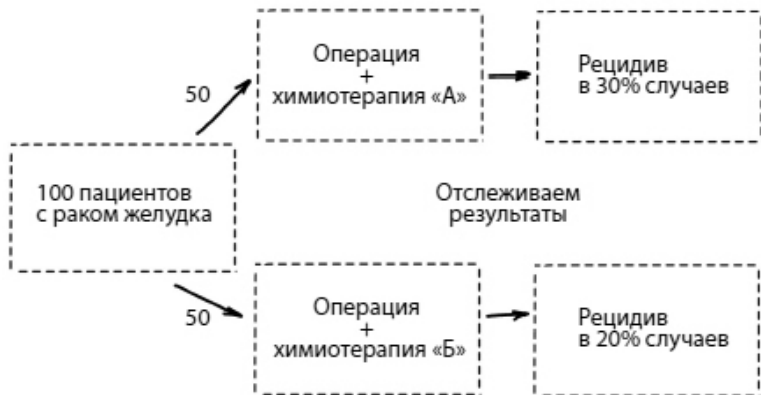 50
Операция
+
химиотерапия «А»
Рецидив
в 30% случаев
100 пациентов
с раком желудка
Отслеживаем
результаты
50
Операция
+
химиотерапия «Б»
Рецидив
в 20% случаев